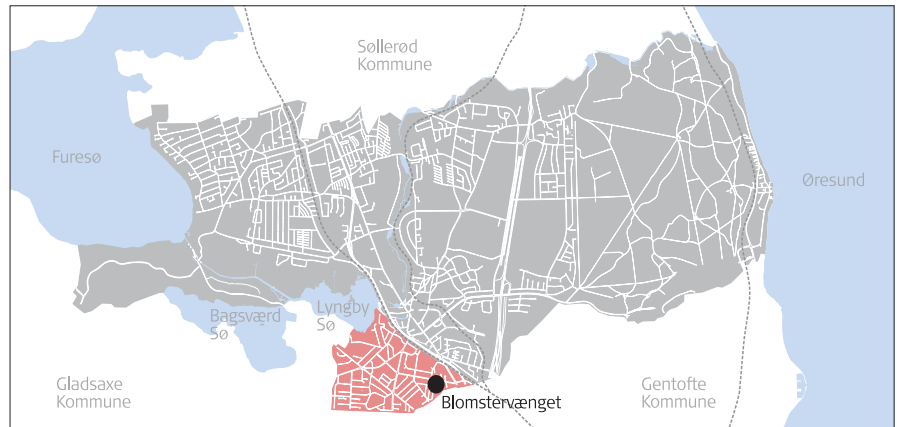 Søllerød
Kommune
Furesø
Øresund
Bagsværd
Sø
Lyngby
Sø
Gladsaxe
Kommune
Blomstervænget
Gentofte
Kommune